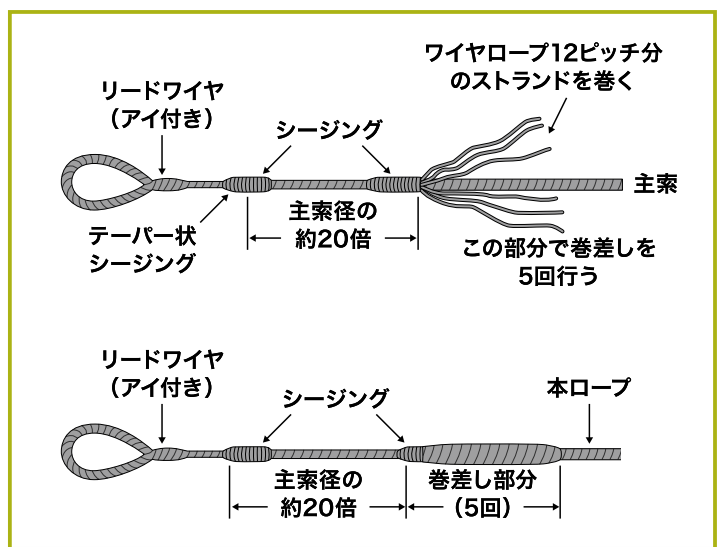 ワイヤロープ12ピッチ分
のストランドを巻く
リードワイヤ
（アイ付き）
シージング
主索
主索径の
約20倍
テーパー状
シージング
この部分で巻差しを
5回行う
リードワイヤ
（アイ付き）
シージング
本ロープ
主索径の
約20倍
巻差し部分
（5回）